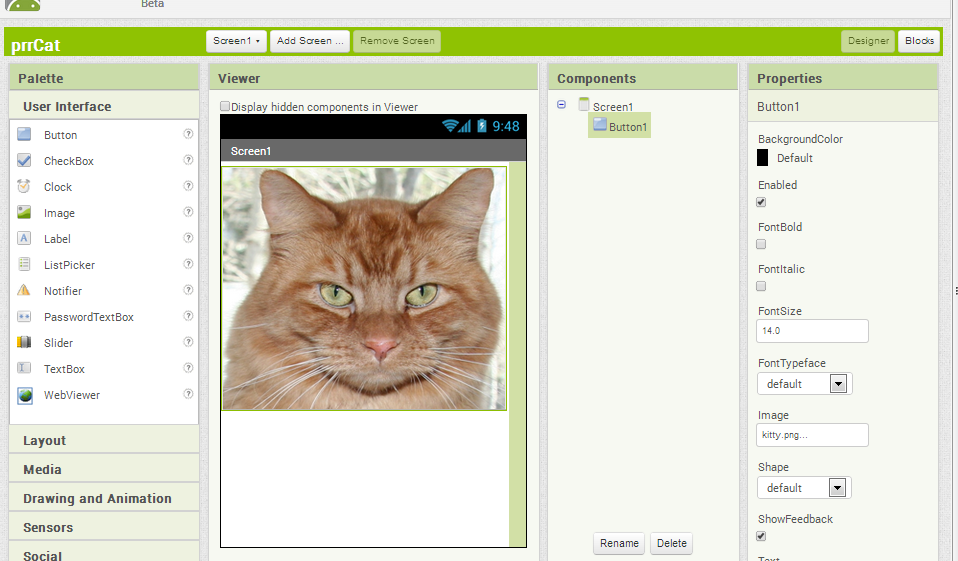 Beta
prrCat
Screen1
Add Screen ...
Remove Screen
Designer
Blocks
Palette
User Interface
Button
CheckBox
Clock
Image
Label
ListPicker
Notifier
PasswordTextBox
Slider
TextBox
WebViewer
Layout
Media
Drawing and Animation
Sensors
Social
Viewer
Display hidden components in Viewer
9:48
Screen1
Components
Screen1
Button1
Rename
Delete
Properties
Button1
BackgroundColor
Default
Enabled
FontBold
FontItalic
FontSize
14.0
FontTypeface
default
Image
kitty.png...
Shape
default
ShowFeedback
Text